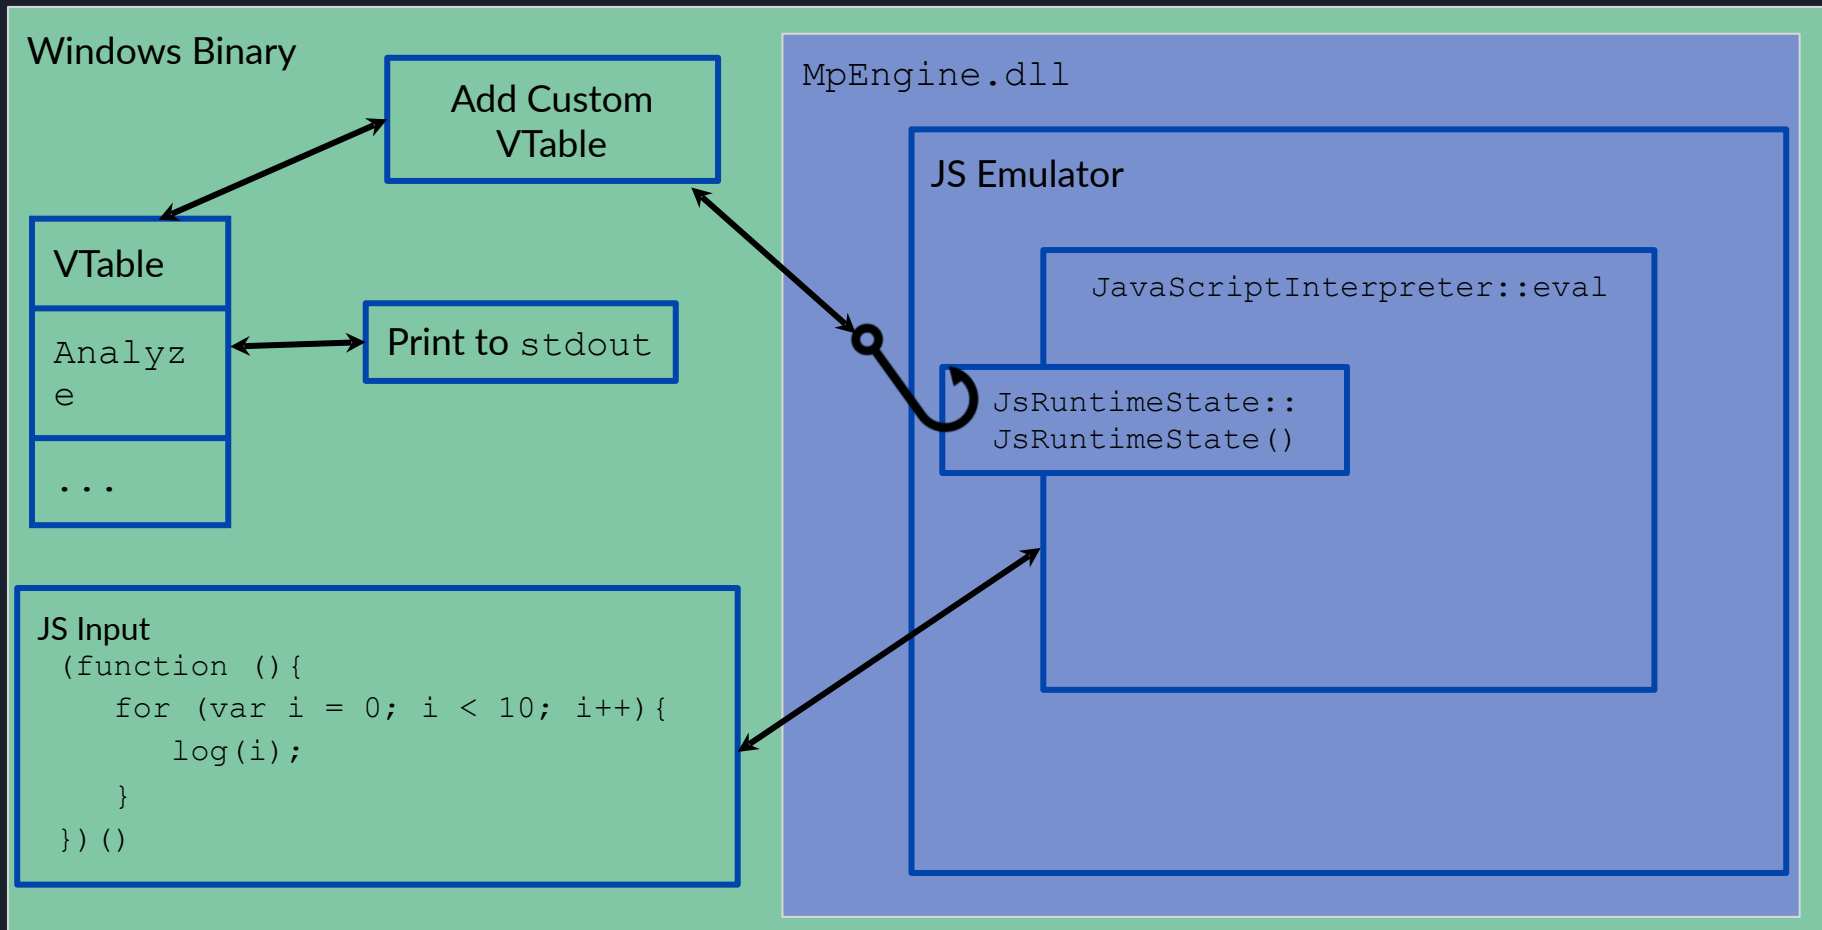 Windows Binary
Add Custom
VTable
VTable
Analyz
e
...
Print to stdout
JS Input
(function (){
for (var i = 0; i < 10; i++){
log(i);
}
})()
MpEngine.dll
JS Emulator
JavaScriptInterpreter::eval
JsRuntimeState::
JsRuntimeState()